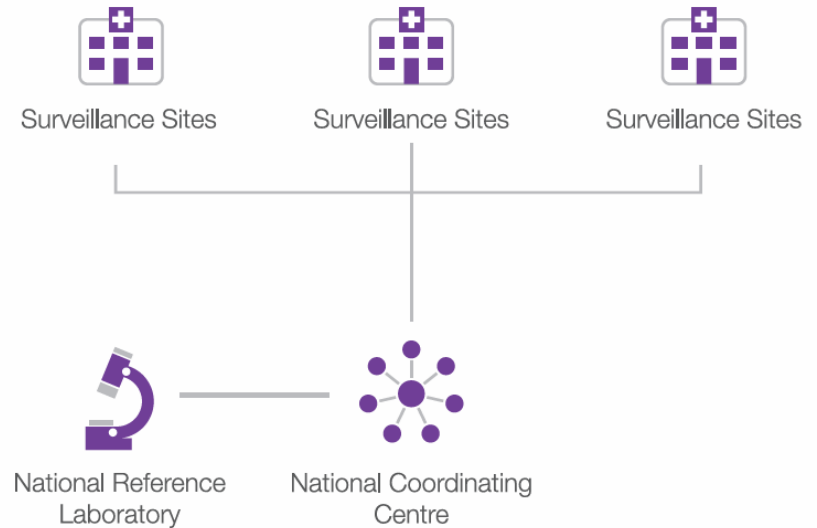 Surveillance Sites
Surveillance Sites
Surveillance Sites
National Reference
Laboratory
National Coordinating
Centre